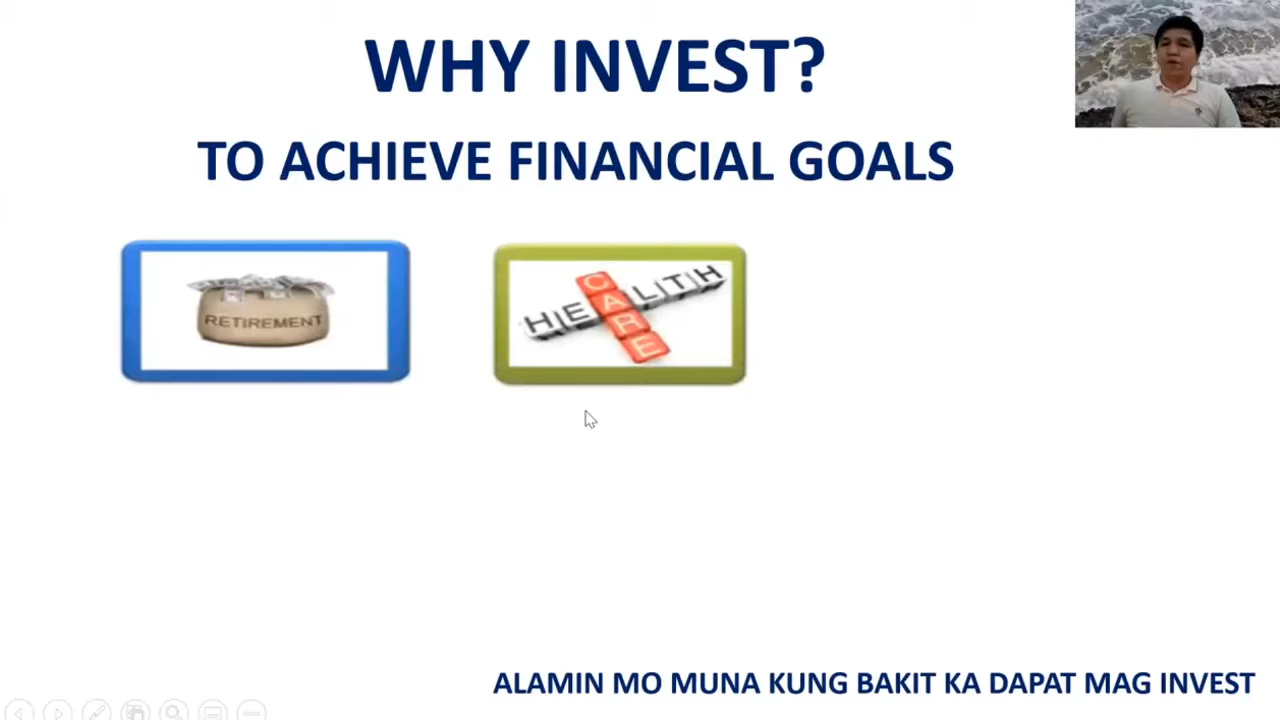 WHY INVEST?
TO ACHIEVE FINANCIAL GOALS
RETIREMENT
HEALTH
CARE
ALAMIN MO MUNA KUNG BAKIT KA DAPAT MAG INVEST